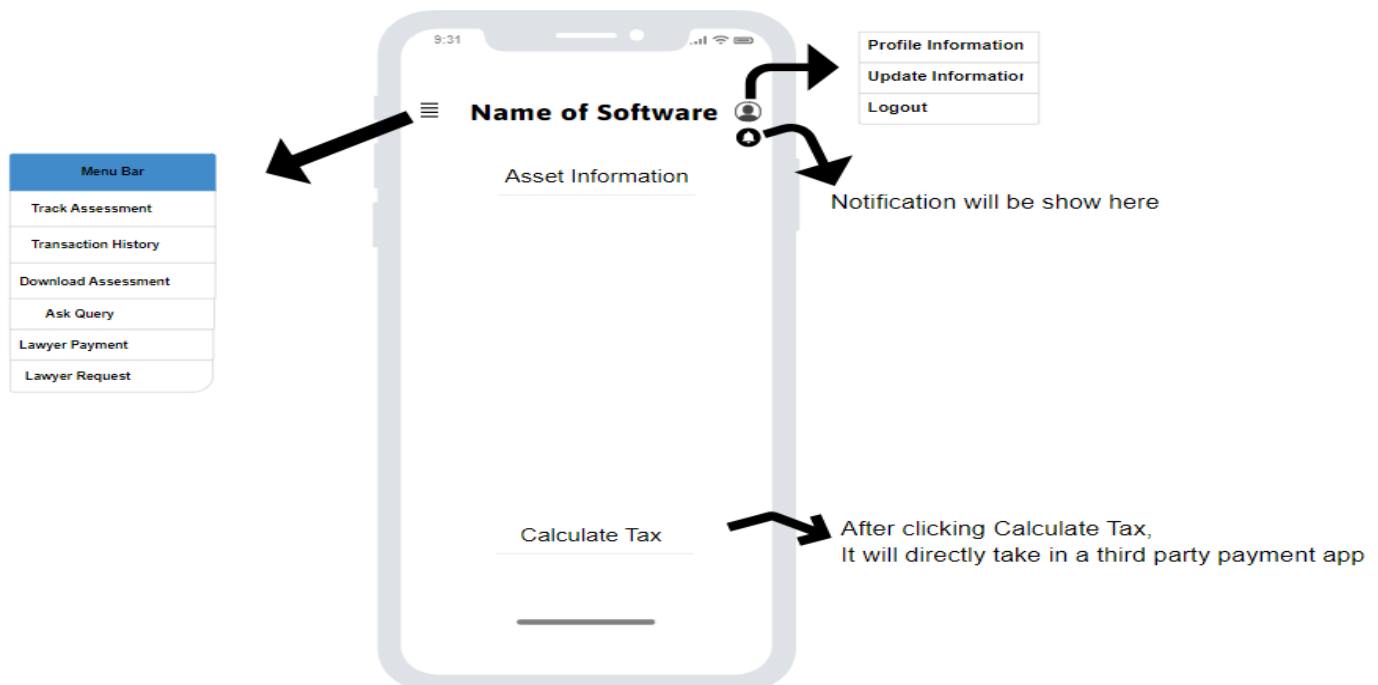 9:31
Profile Information
Update Information
Logout
Name of Software
Menu Bar
Track Assessment
Transaction History
Download Assessment
Ask Query
Lawyer Payment
Lawyer Request
Asset Information
Notification will be show here
Calculate Tax
After clicking Calculate Tax,
It will directly take in a third party payment app